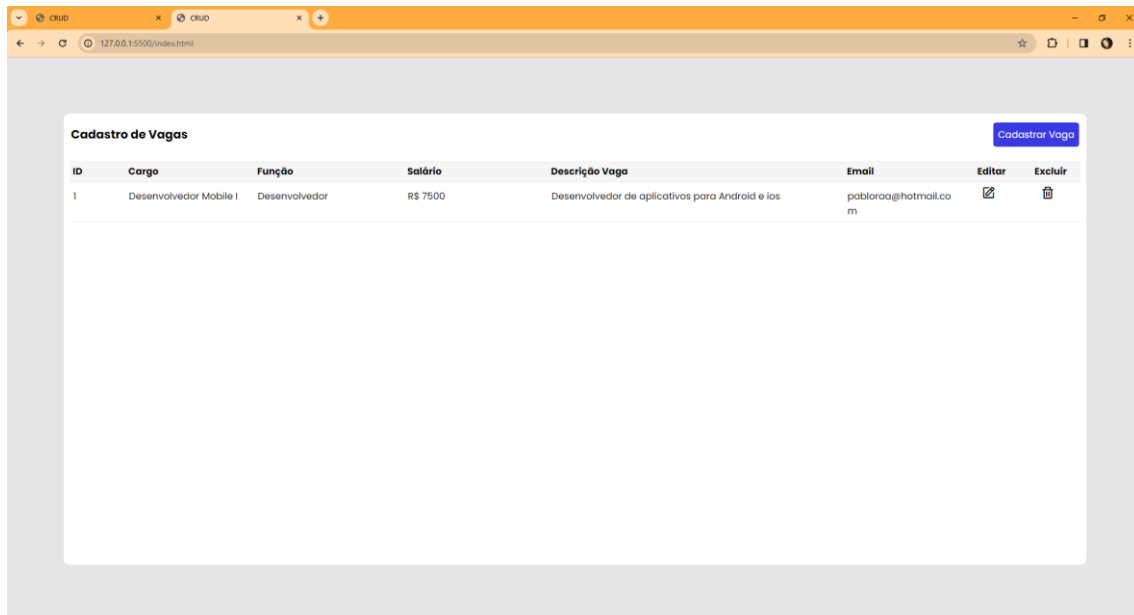 CRUD
CRUD
127.0.0.1:5500/index.html
Cadastro de Vagas
Cadastrar Vaga
ID Cargo Função Salário Descrição Vaga Email Editar Excluir
1 Desenvolvedor Mobile I Desenvolvedor R$ 7500 Desenvolvedor de aplicativos para Android e ios pabloraa@hotmail.co
m